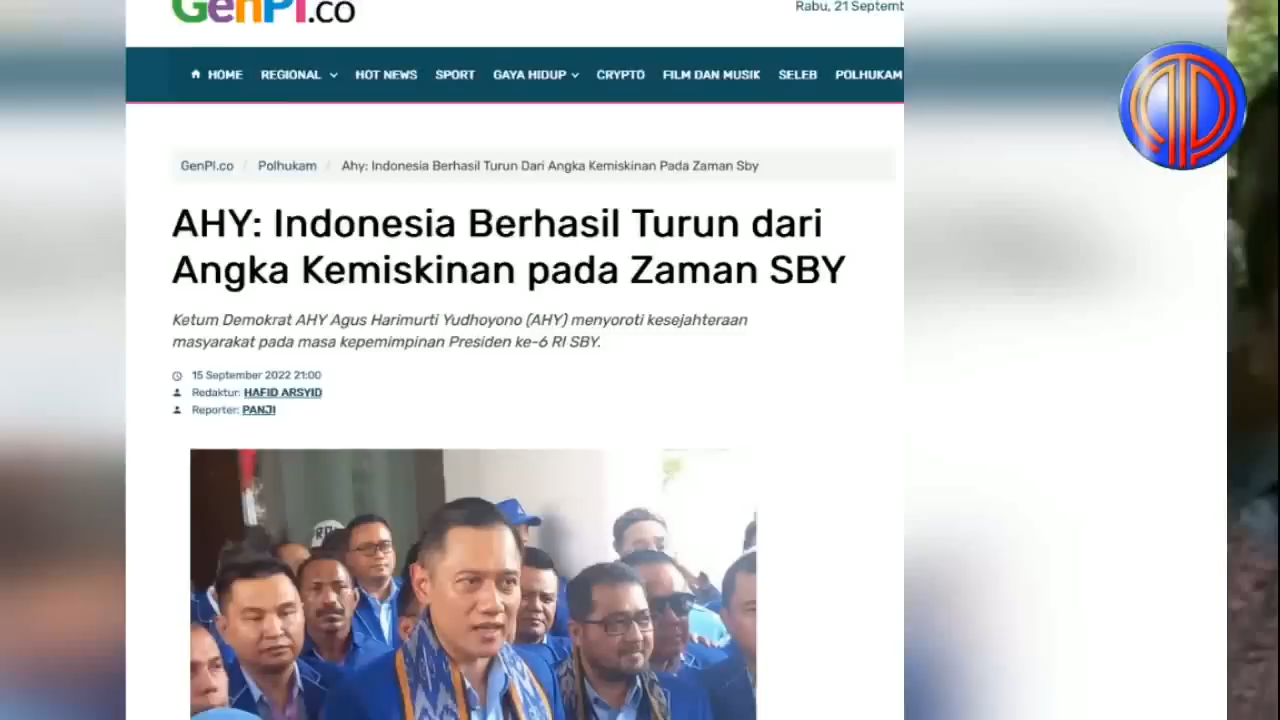 GenPI.co
Rabu, 21 Septemb
HOME REGIONAL HOT NEWS SPORT GAYA HIDUP CRYPTO FILM DAN MUSIK SELEB POLHUKAM
GenPI.co / Polhukam / Ahy: Indonesia Berhasil Turun Dari Angka Kemiskinan Pada Zaman Sby
AHY: Indonesia Berhasil Turun dari
Angka Kemiskinan pada Zaman SBY
Ketum Demokrat AHY Agus Harimurti Yudhoyono (AHY) menyoroti kesejahteraan
masyarakat pada masa kepemimpinan Presiden ke-6 RI SBY.
15 September 2022 21:00
Redaktur: HAFID ARSYID
Reporter: PANJI